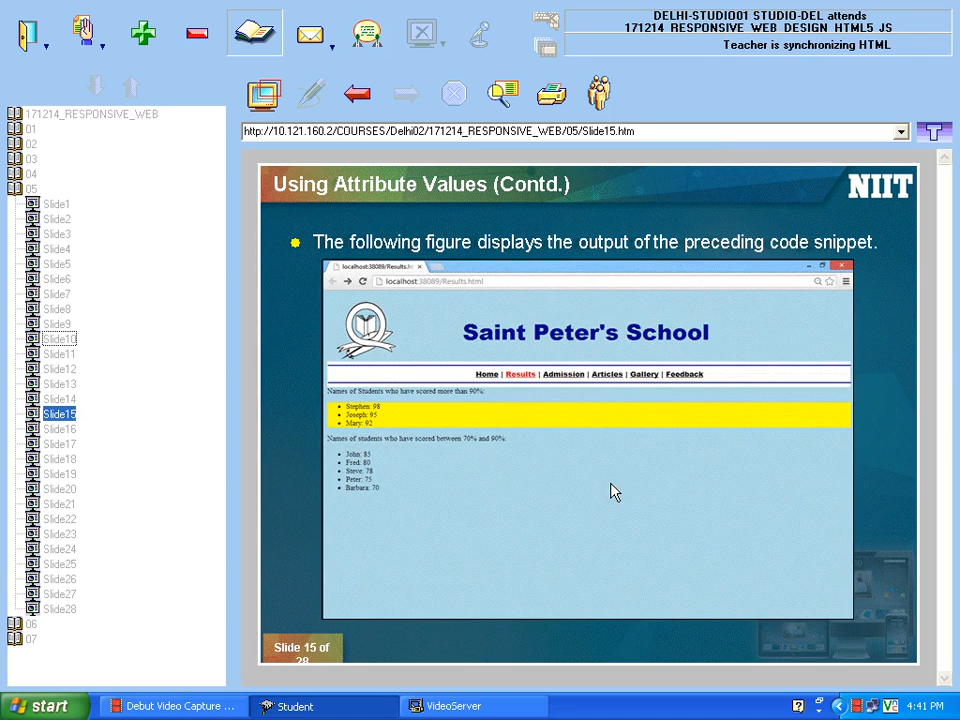 DELHI-STUDIO01 STUDIO-DEL attends
171214_RESPONSIVE_WEB_DESIGN_HTML5_JS
Teacher is synchronizing HTML
171214_RESPONSIVE_WEB
01
02
03
04
05
Slide1
Slide2
Slide3
Slide4
Slide5
Slide6
Slide7
Slide8
Slide9
Slide10
Slide11
Slide12
Slide13
Slide14
Slide15
Slide16
Slide17
Slide18
Slide19
Slide20
Slide21
Slide22
Slide23
Slide24
Slide25
Slide26
Slide27
Slide28
06
07
http://10.121.160.2/COURSES/Delhi02/171214_RESPONSIVE_WEB/05/Slide15.htm
T
Using Attribute Values (Contd.)
NIIT
The following figure displays the output of the preceding code snippet.
localhost:38089/Results.h
localhost:38089/Results.html
Saint Peter's School
Home | Results | Admission | Articles | Gallery | Feedback
Names of Students who have scored more than 90%:
Stephen: 98
Joseph: 95
Mary: 92
Names of students who have scored between 70% and 90%:
John: 85
Fred: 80
Steve: 78
Peter: 75
Barbara: 70
Slide 15 of
28
start
Debut Video Capture ...
Student
VideoServer
4:41 PM